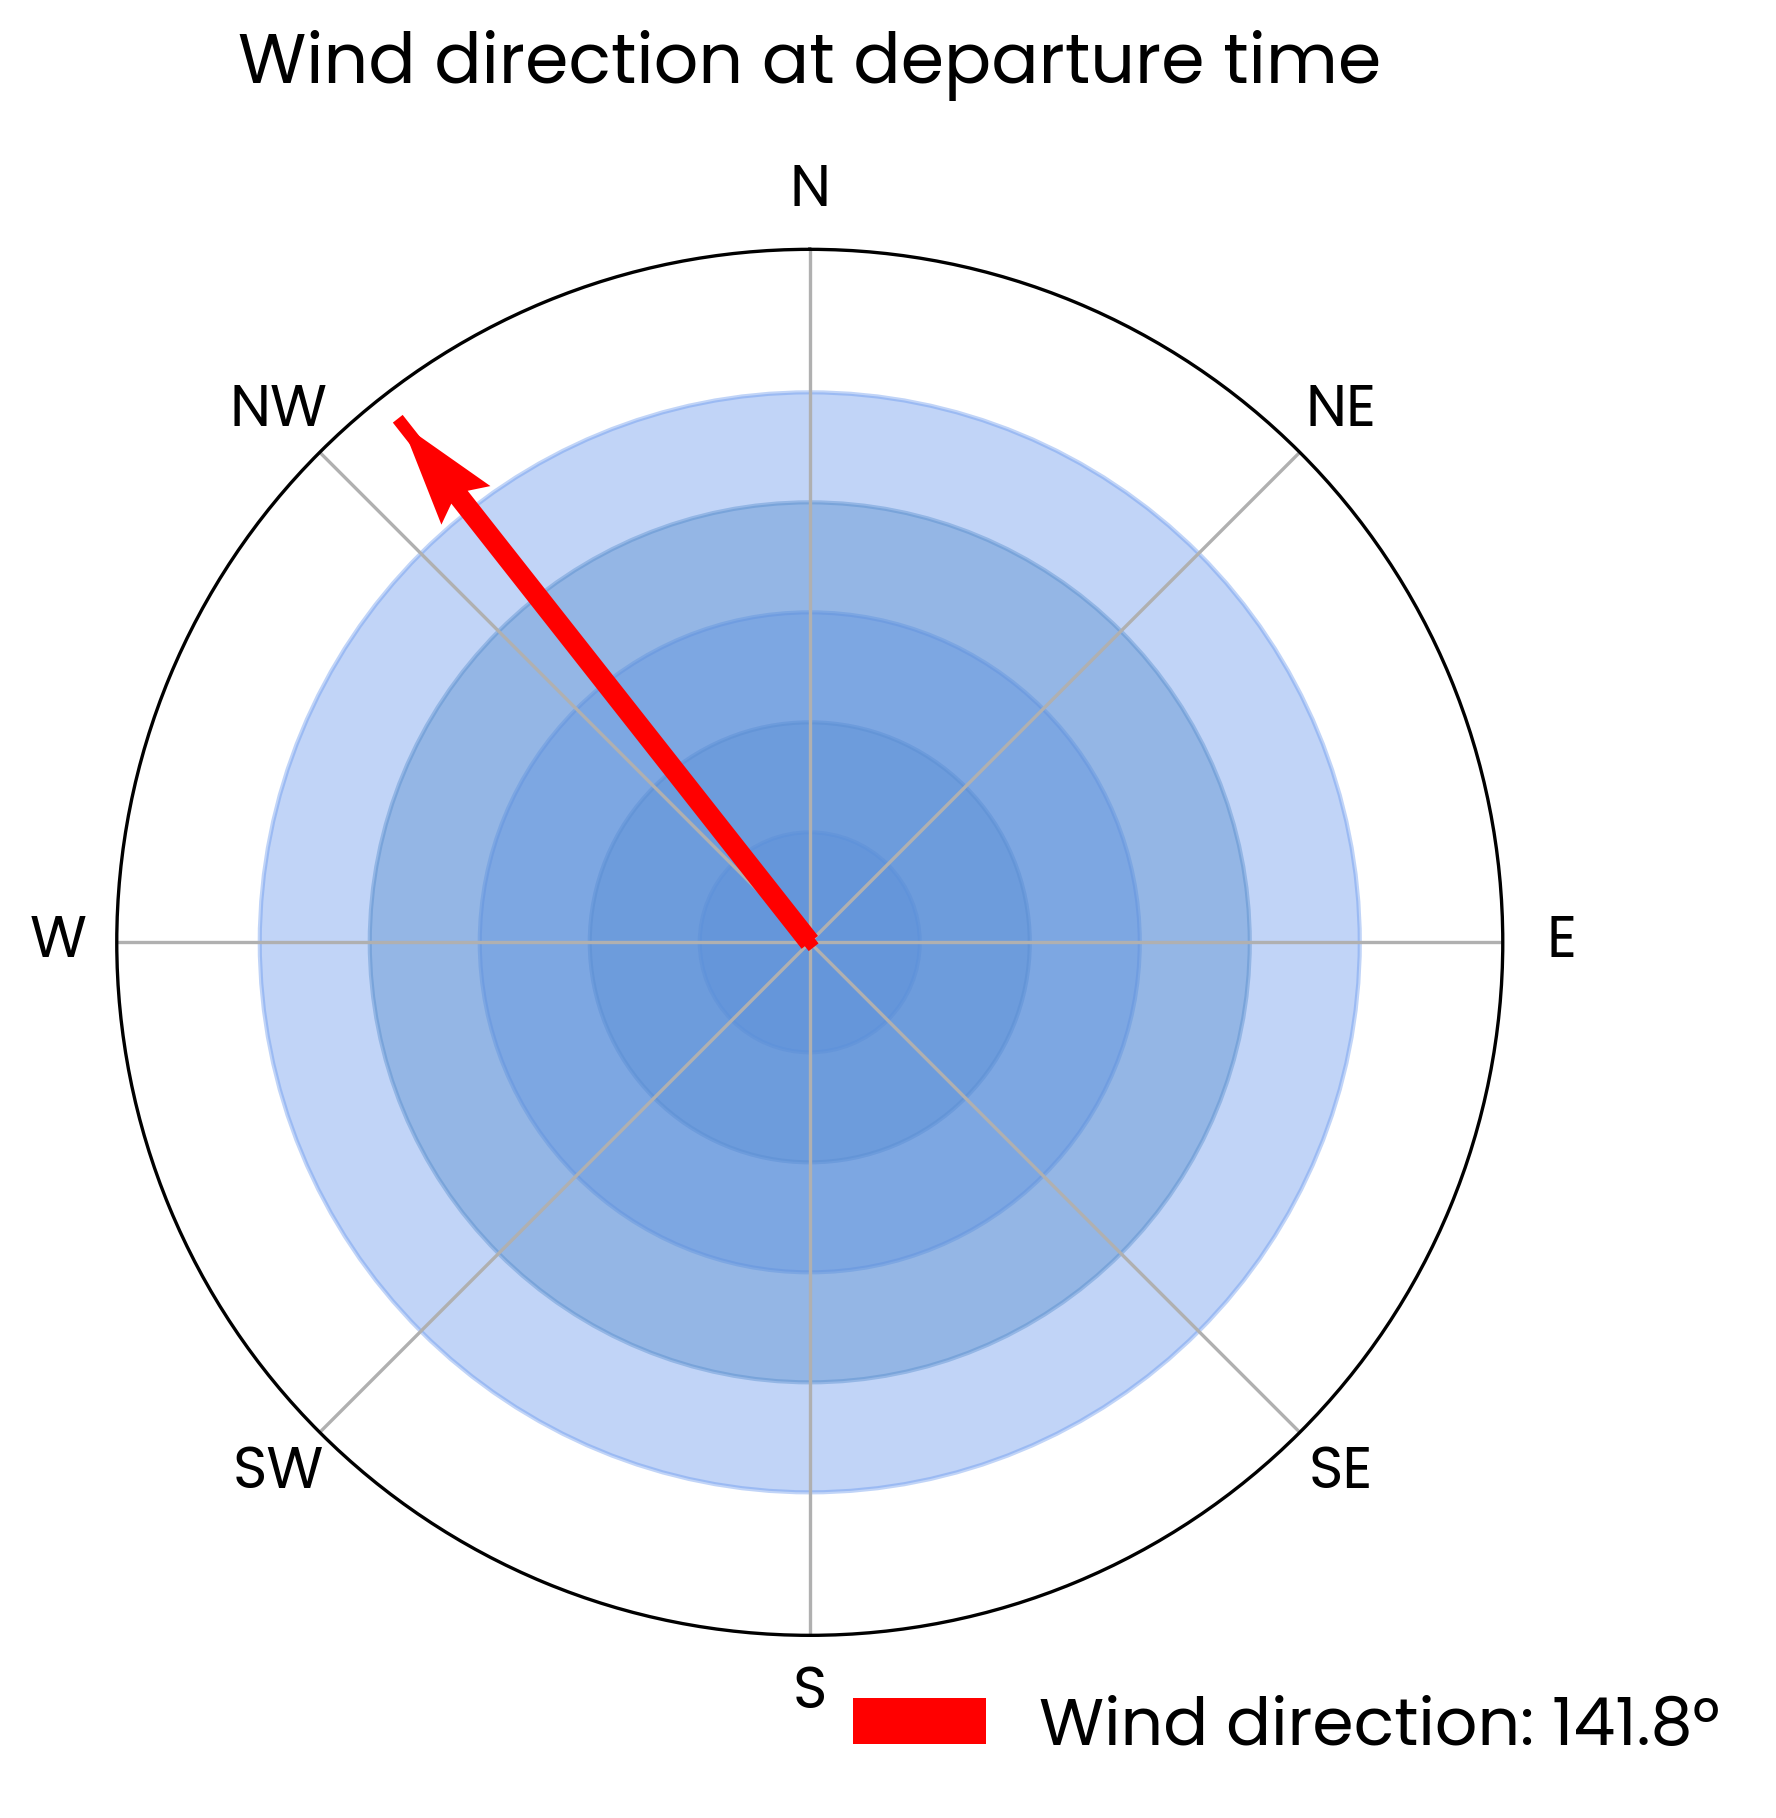 Wind direction at departure time
N
NW
NE
W
E
SW
SE
S
Wind direction: 141.8°